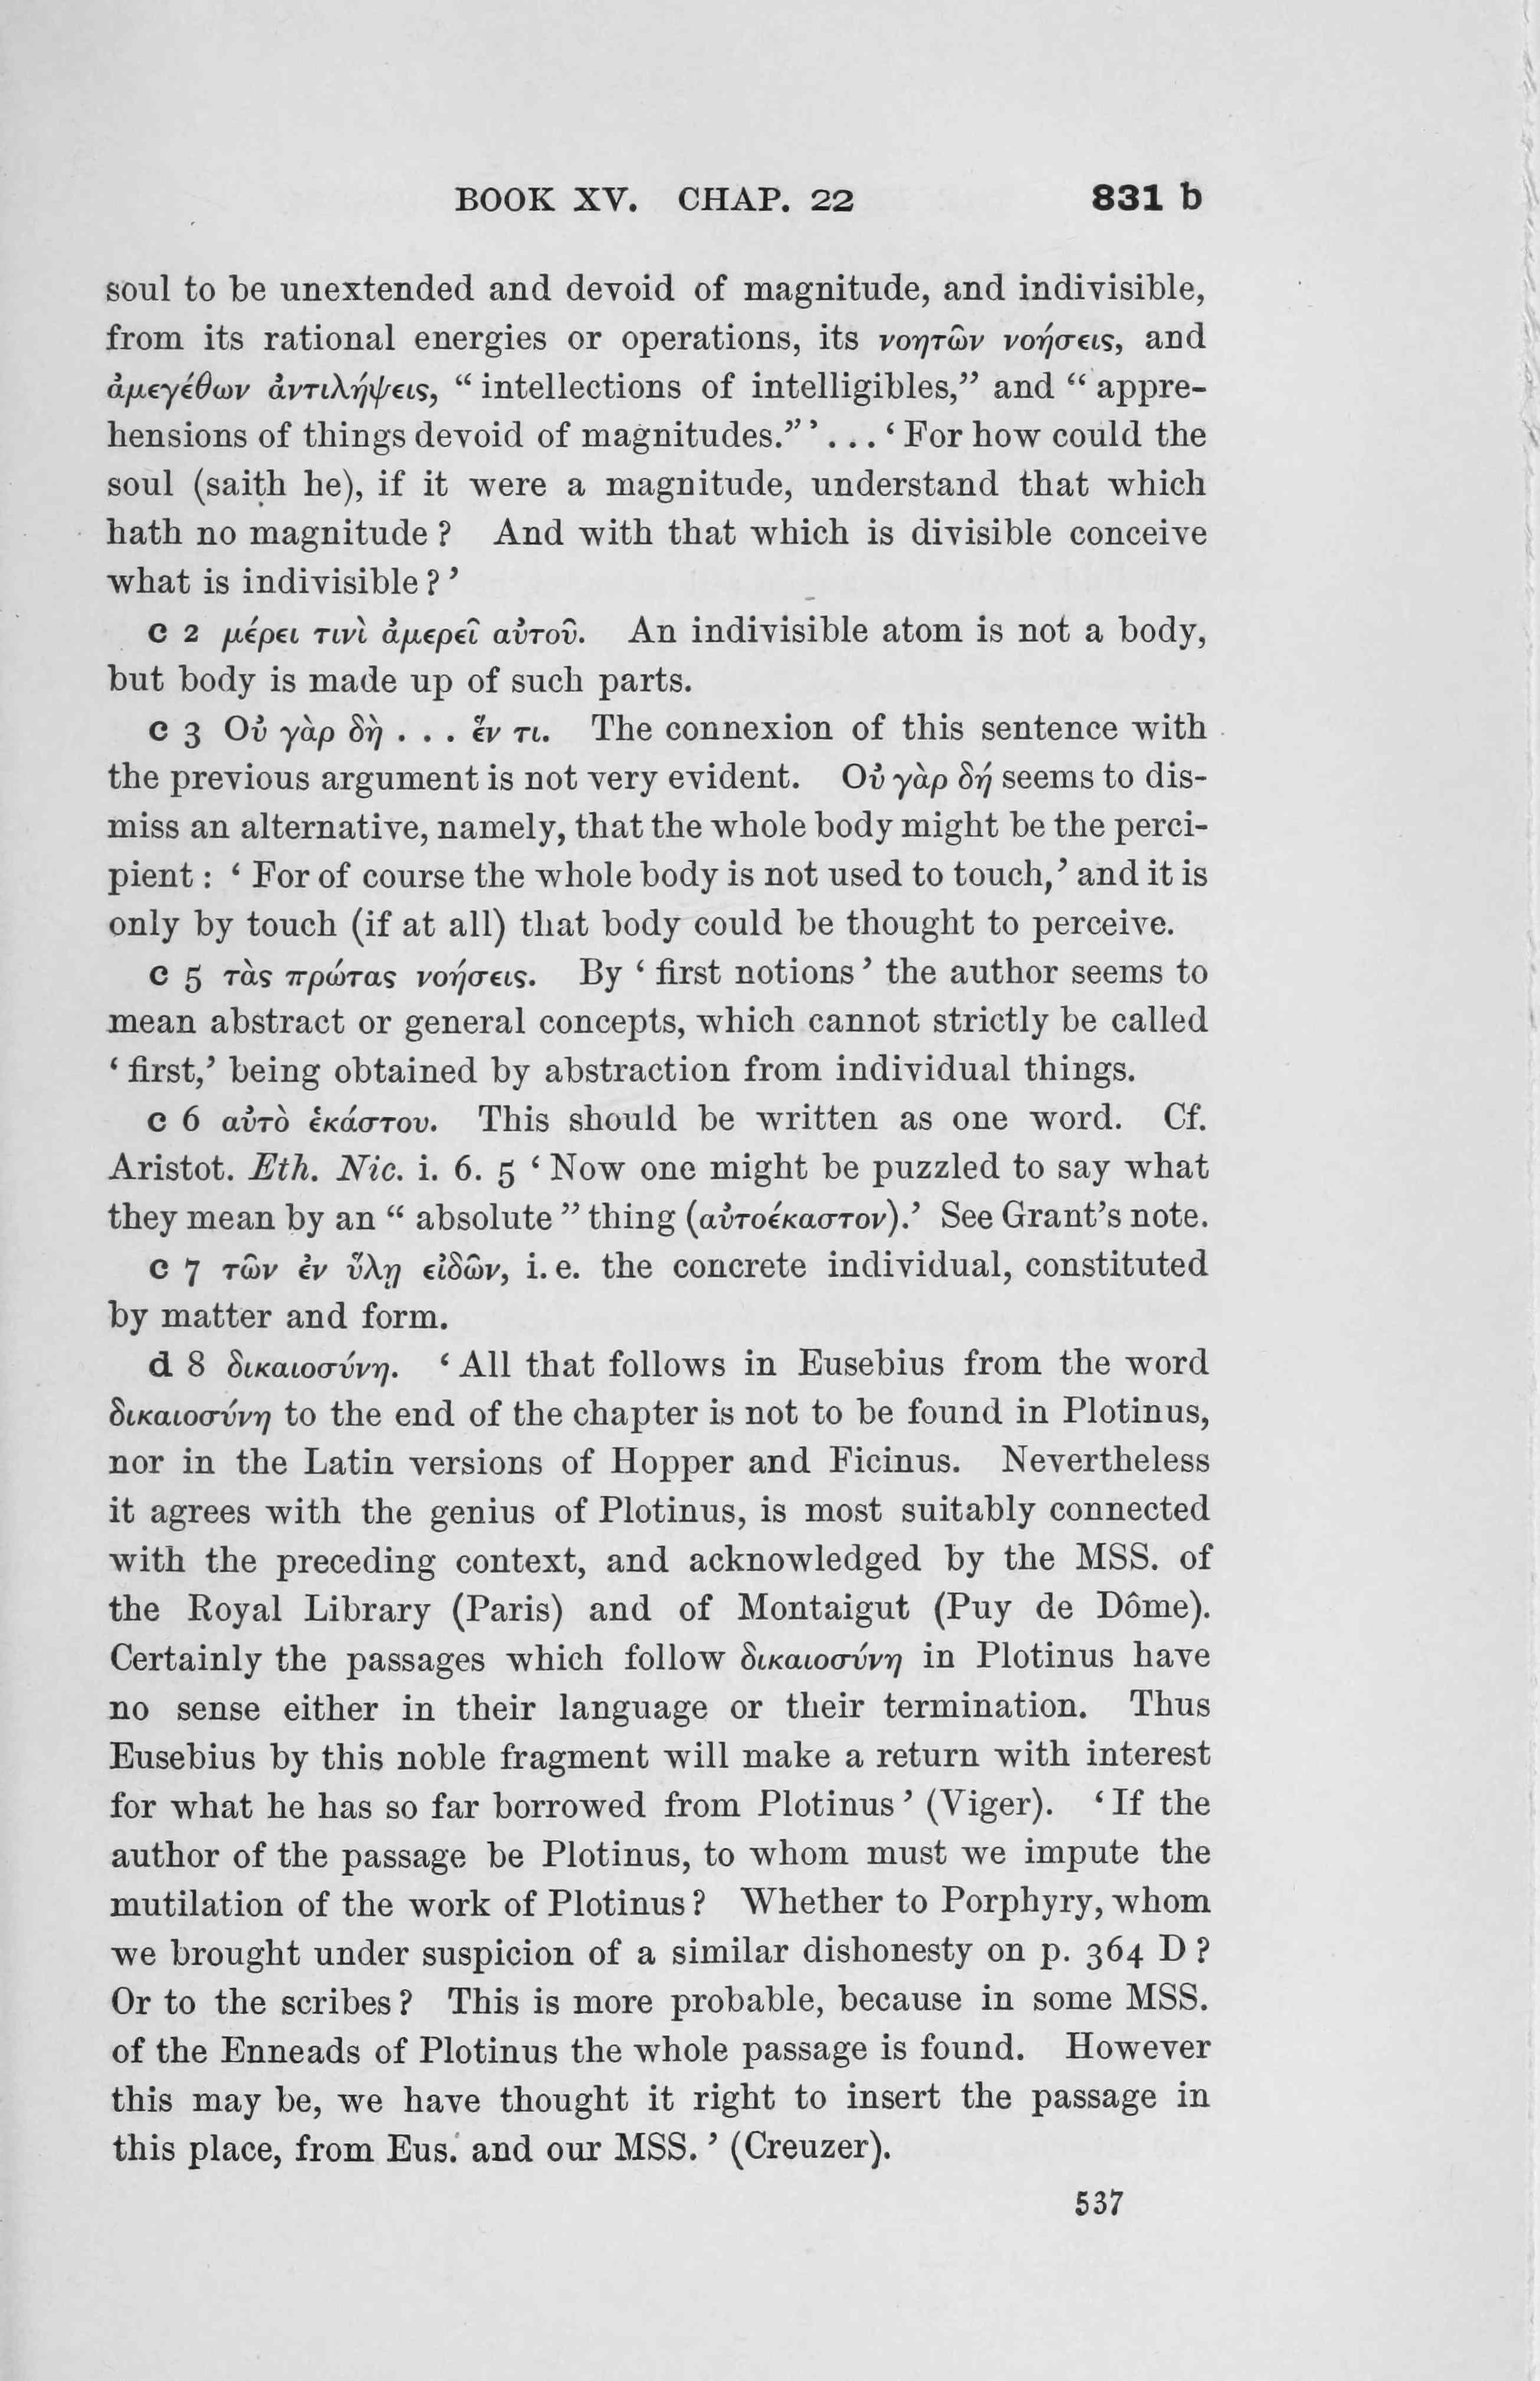 BOOK XV. CHAP. 22 831 b
soul to be unextended and devoid of magnitude, and indivisible,
from its rational energies or operations, its νοητῶν νοήσεις, and
ἀμεγέθων ἀντιλήψεις, “ intellections of intelligibles,” and “ appre-
hensions of things devoid of magnitudes.” ’ . . . ‘ For how could the
soul (saith he), if it were a magnitude, understand that which
hath no magnitude ? And with that which is divisible conceive
what is indivisible ? ’
c 2 μέρει τινὶ ἀμερεῖ αὐτοῦ. An indivisible atom is not a body,
but body is made up of such parts.
c 3 Οὐ γὰρ δὴ . . . ἕν τι. The connexion of this sentence with
the previous argument is not very evident. Οὐ γὰρ δή seems to dis-
miss an alternative, namely, that the whole body might be the perci-
pient : ‘ For of course the whole body is not used to touch,’ and it is
only by touch (if at all) that body could be thought to perceive.
c 5 τὰς πρώτας νοήσεις. By ‘ first notions ’ the author seems to
mean abstract or general concepts, which cannot strictly be called
‘ first,’ being obtained by abstraction from individual things.
c 6 αὐτὸ ἑκάστου. This should be written as one word. Cf.
Aristot. Eth. Nic. i. 6. 5 ‘ Now one might be puzzled to say what
they mean by an “ absolute ” thing (αὐτοέκαστον).’ See Grant’s note.
c 7 τῶν ἐν ὕλῃ εἰδῶν, i. e. the concrete individual, constituted
by matter and form.
d 8 δικαιοσύνη. ‘ All that follows in Eusebius from the word
δικαιοσύνη to the end of the chapter is not to be found in Plotinus,
nor in the Latin versions of Hopper and Ficinus. Nevertheless
it agrees with the genius of Plotinus, is most suitably connected
with the preceding context, and acknowledged by the MSS. of
the Royal Library (Paris) and of Montaigut (Puy de Dôme).
Certainly the passages which follow δικαιοσύνη in Plotinus have
no sense either in their language or their termination. Thus
Eusebius by this noble fragment will make a return with interest
for what he has so far borrowed from Plotinus ’ (Viger). ‘ If the
author of the passage be Plotinus, to whom must we impute the
mutilation of the work of Plotinus ? Whether to Porphyry, whom
we brought under suspicion of a similar dishonesty on p. 364 D ?
Or to the scribes ? This is more probable, because in some MSS.
of the Enneads of Plotinus the whole passage is found. However
this may be, we have thought it right to insert the passage in
this place, from Eus. and our MSS. ’ (Creuzer).
537